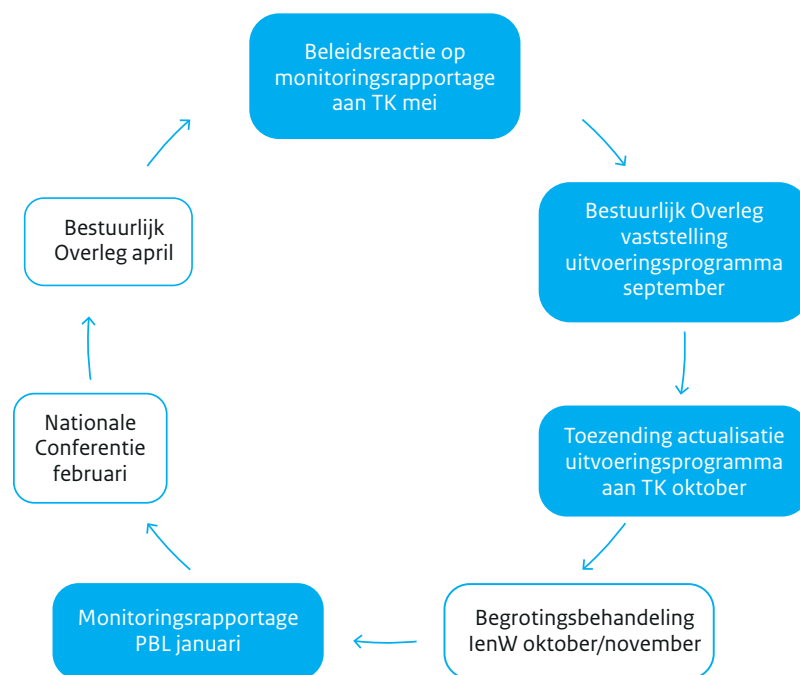 Beleidsreactie op
monitoringsrapportage
aan TK mei
Bestuurlijk Overleg
vaststelling
uitvoeringsprogramma
september
Toezending actualisatie
uitvoeringsprogramma
aan TK oktober
Begrotingsbehandeling
IenW oktober/november
Monitoringsrapportage
PBL januari
Nationale
Conferentie
februari
Bestuurlijk
Overleg april